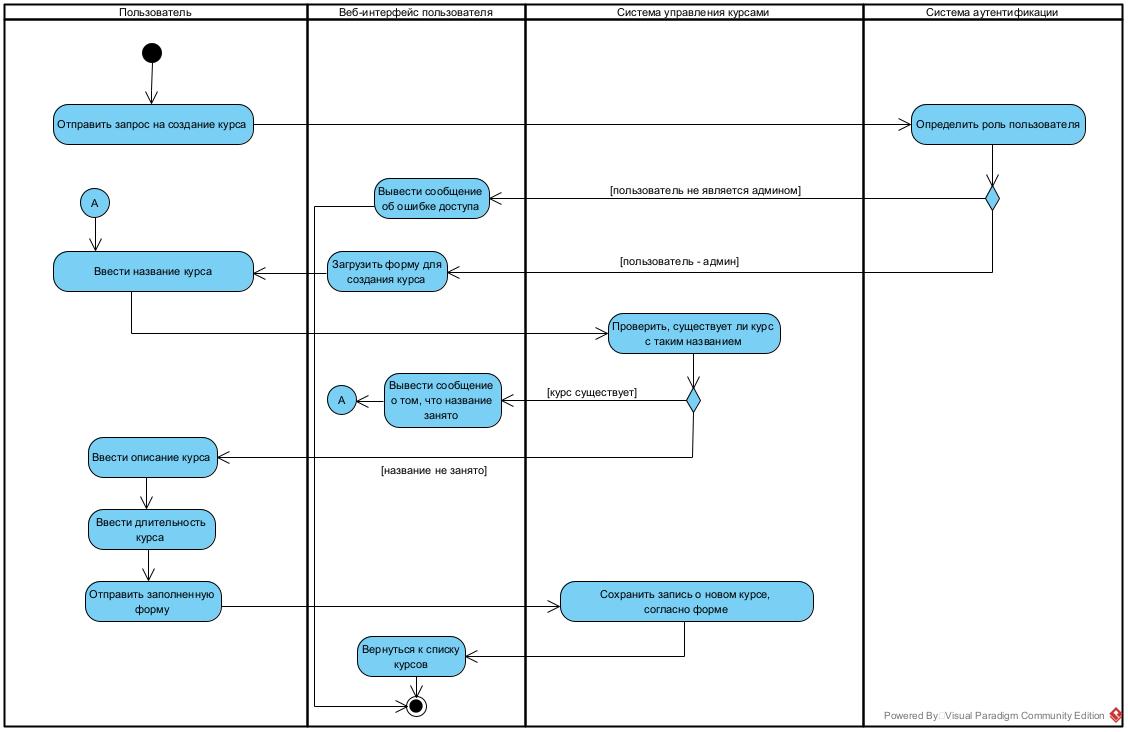 Пользователь
Веб-интерфейс пользователя
Система управления курсами
Система аутентификации
Отправить запрос на создание курса
Определить роль пользователя
[пользователь не является админом]
Вывести сообщение
об ошибке доступа
A
[пользователь - админ]
Загрузить форму для
создания курса
Ввести название курса
Проверить, существует ли курс
с таким названием
[курс существует]
Вывести сообщение
о том, что название
занято
A
Ввести описание курса
[название не занято]
Ввести длительность
курса
Отправить заполненную
форму
Сохранить запись о новом курсе,
согласно форме
Вернуться к списку
курсов
Powered By Visual Paradigm Community Edition